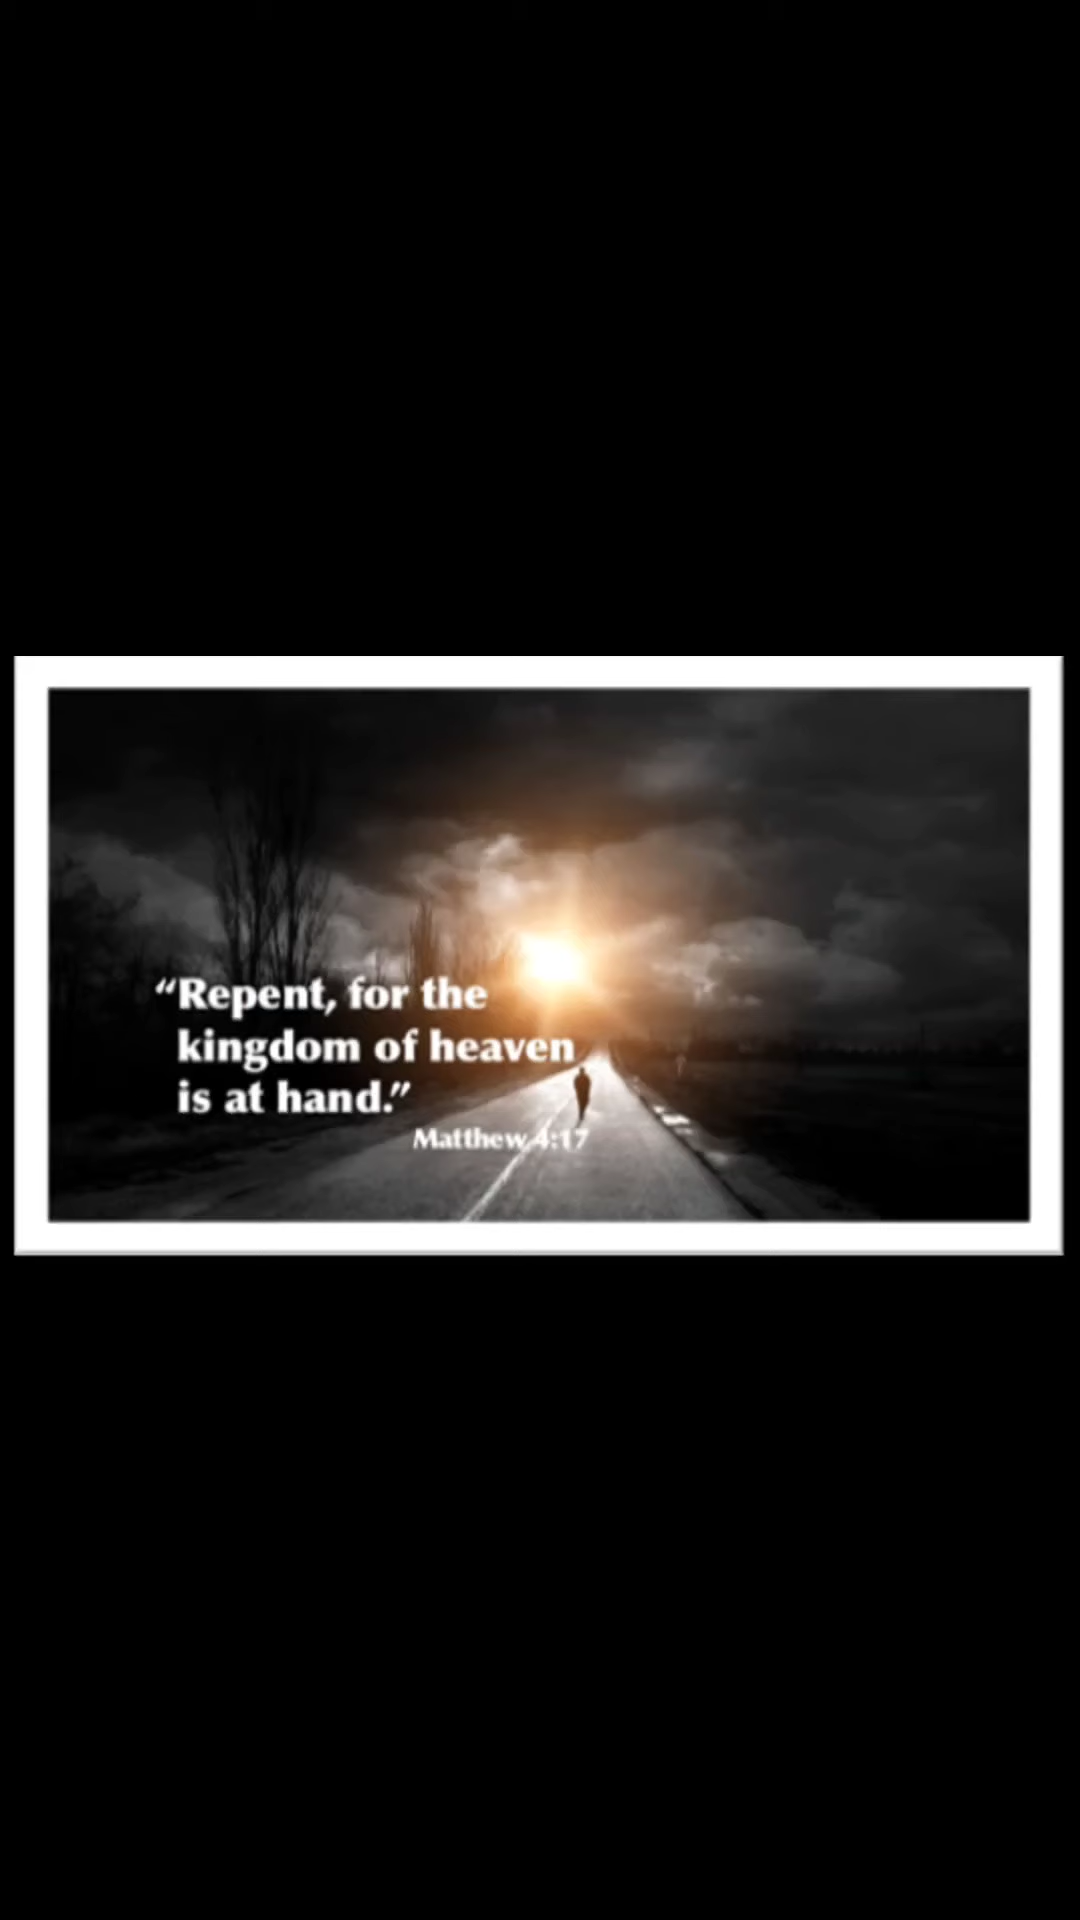 “Repent, for the
kingdom of heaven
is at hand.”
Matthew 4:17